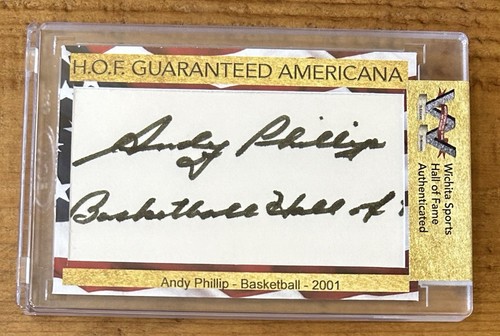 H.O.F. GUARANTEED AMERICANA
Andy Phillip
Basketball Hall of
Andy Phillip - Basketball - 2001
Wichita Sports
Hall of Fame
Authenticated